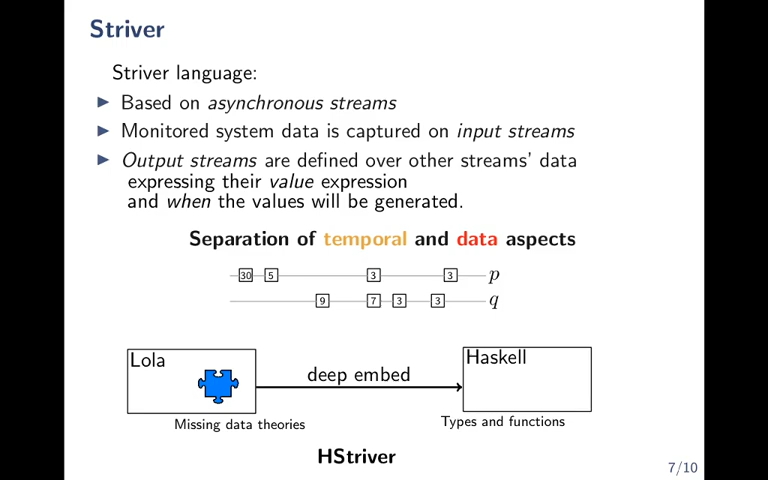 Striver
Striver language:
Based on asynchronous streams
Monitored system data is captured on input streams
Output streams are defined over other streams' data
expressing their value expression
and when the values will be generated.
Separation of temporal and data aspects
30 5 3 3 p
9 7 3 3 q
Lola
deep embed
Haskell
Missing data theories
Types and functions
HStriver
7/10